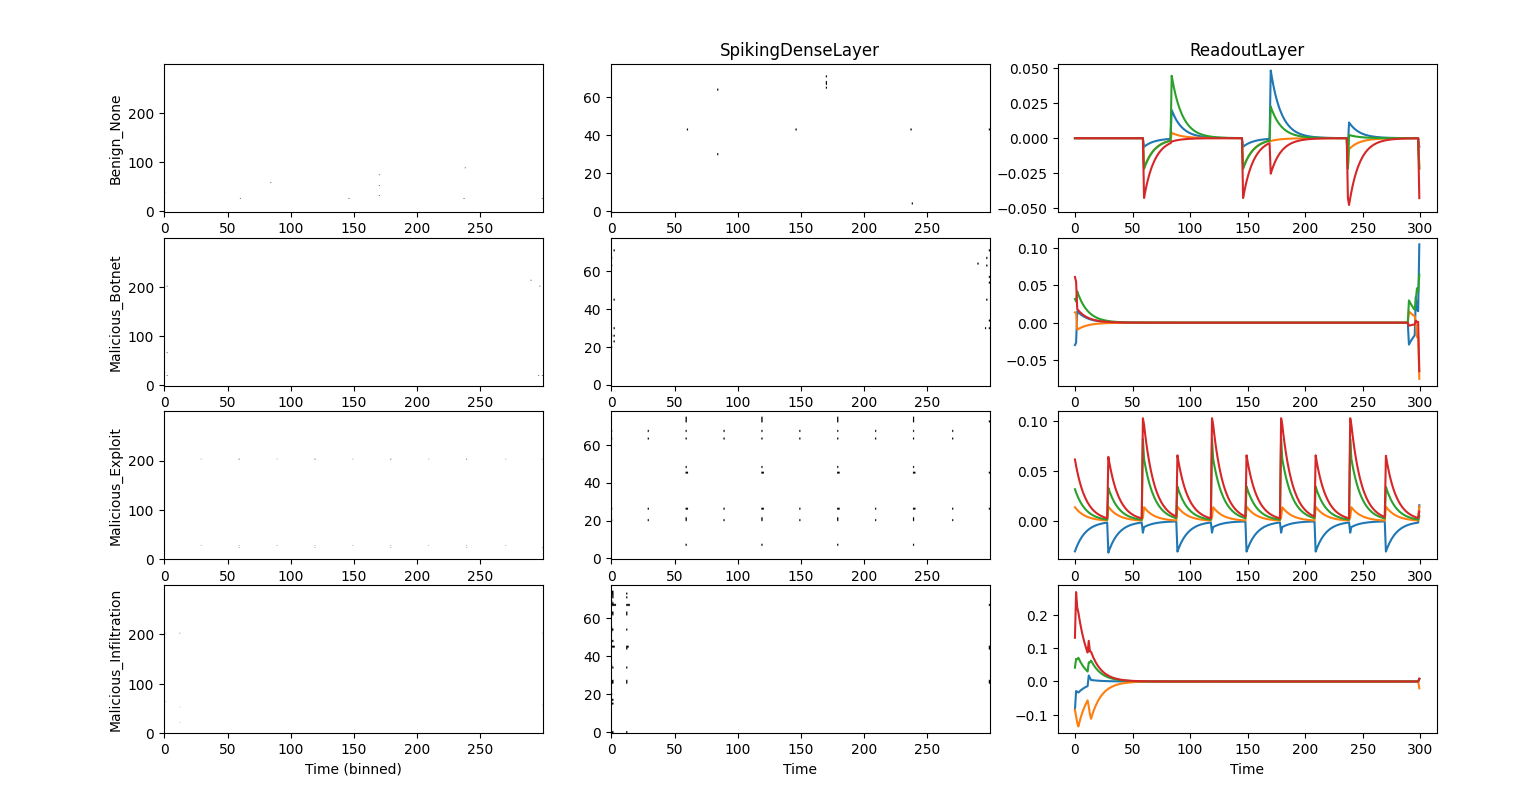 SpikingDenseLayer
ReadoutLayer
Benign_None
200
100
0
0 50 100 150 200 250
60
40
20
0
0 50 100 150 200 250
0.050
0.025
0.000
−0.025
−0.050
0 50 100 150 200 250 300
Malicious_Botnet
200
100
0
0 50 100 150 200 250
60
40
20
0
0 50 100 150 200 250
0.10
0.05
0.00
−0.05
0 50 100 150 200 250 300
Malicious_Exploit
200
100
0
0 50 100 150 200 250
60
40
20
0
0 50 100 150 200 250
0.10
0.05
0.00
0 50 100 150 200 250 300
Malicious_Infiltration
200
100
0
0 50 100 150 200 250
Time (binned)
60
40
20
0
0 50 100 150 200 250
Time
0.2
0.1
0.0
−0.1
0 50 100 150 200 250 300
Time